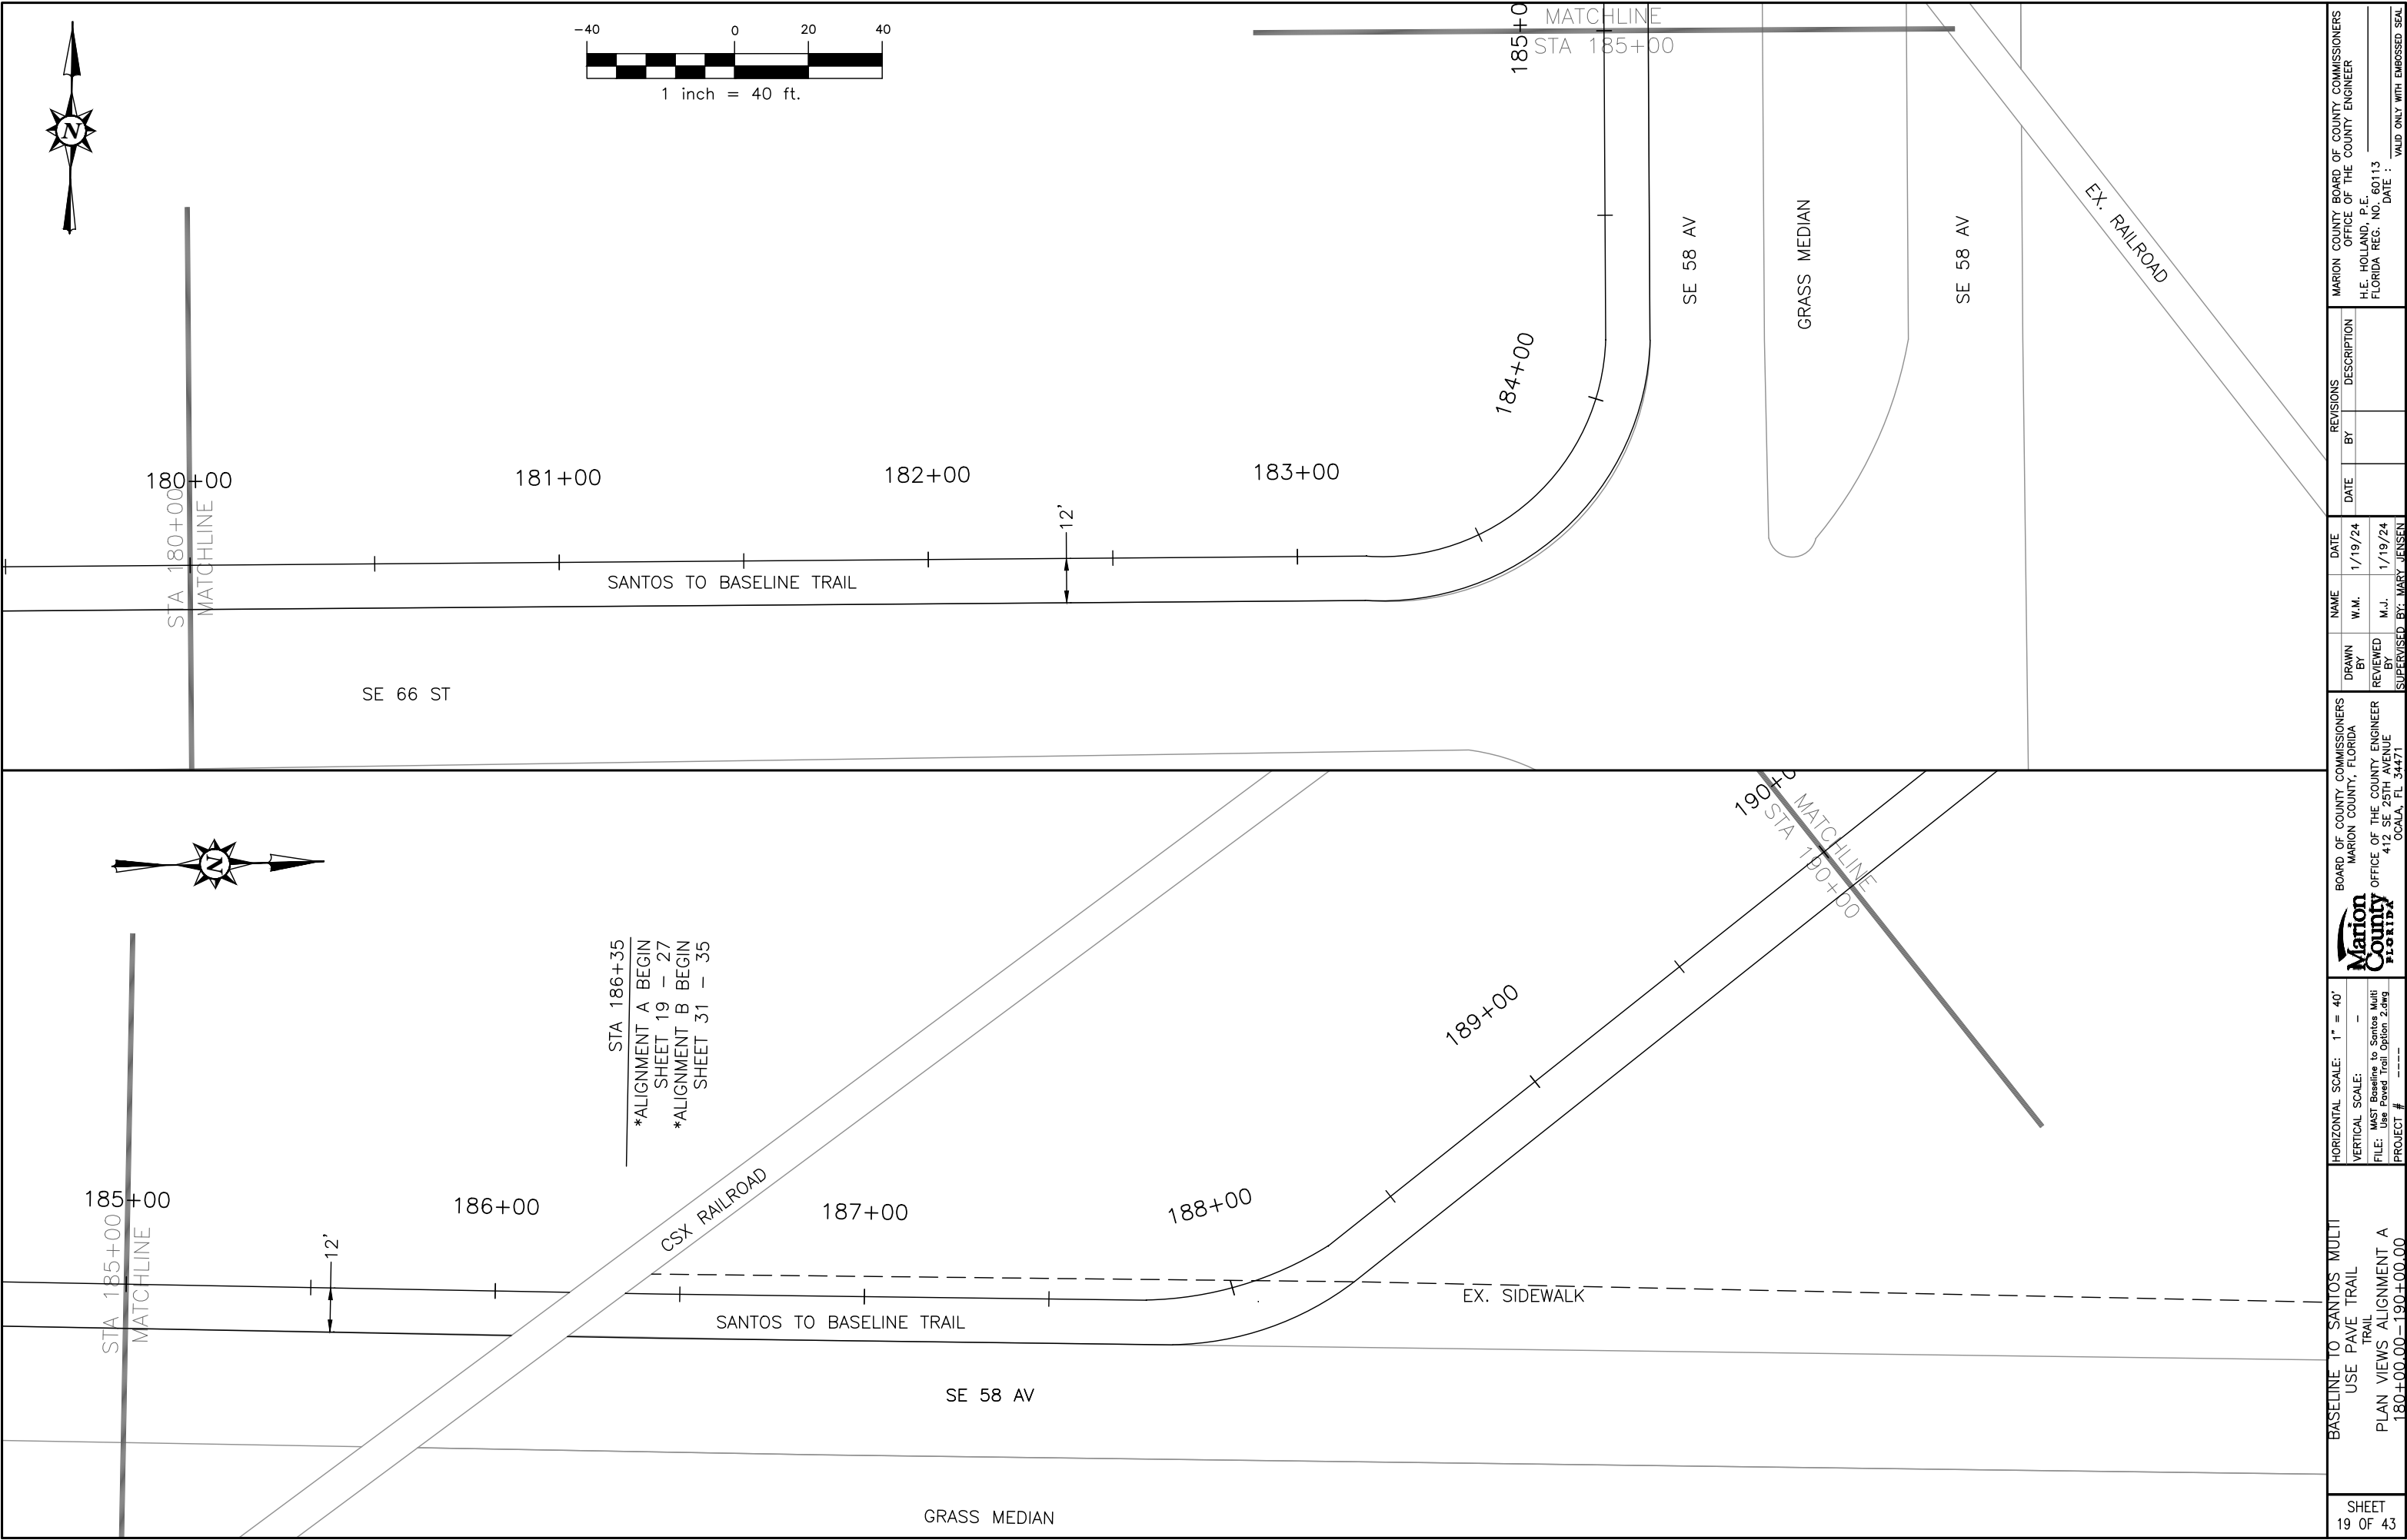 -40 0 20 40
1 inch = 40 ft.
N
MATCHLINE
STA 185+00
185+0
SE 58 AV
GRASS MEDIAN
SE 58 AV
EX. RAILROAD
184+00
180+00
181+00
182+00
183+00
STA 180+00
MATCHLINE
12'
SANTOS TO BASELINE TRAIL
SE 66 ST
N
190+0
MATCHLINE
STA 190+00
STA 186+35
*ALIGNMENT A BEGIN
SHEET 19 - 27
*ALIGNMENT B BEGIN
SHEET 31 - 35
189+00
CSX RAILROAD
185+00
186+00
187+00
188+00
STA 185+00
MATCHLINE
12'
SANTOS TO BASELINE TRAIL
EX. SIDEWALK
SE 58 AV
GRASS MEDIAN
MARION COUNTY BOARD OF COUNTY COMMISSIONERS
OFFICE OF THE COUNTY ENGINEER
H.E. HOLLAND, P.E.
FLORIDA REG. NO. 60113
DATE :
VALID ONLY WITH EMBOSSED SEAL
REVISIONS
DATE BY DESCRIPTION
NAME DATE
DRAWN BY W.M. 1/19/24
REVIEWED BY M.J. 1/19/24
SUPERVISED BY: MARY JENSEN
BOARD OF COUNTY COMMISSIONERS
MARION COUNTY, FLORIDA
OFFICE OF THE COUNTY ENGINEER
412 SE 25TH AVENUE
OCALA, FL 34471
Marion
County
FLORIDA
HORIZONTAL SCALE: 1" = 40'
VERTICAL SCALE: -
FILE: MAST Baseline to Santos Multi
Use Paved Trail Option 2.dwg
PROJECT # ----
BASELINE TO SANTOS MULTI
USE PAVE TRAIL
TRAIL
PLAN VIEWS ALIGNMENT A
180+00.00-190+00.00
SHEET
19 OF 43